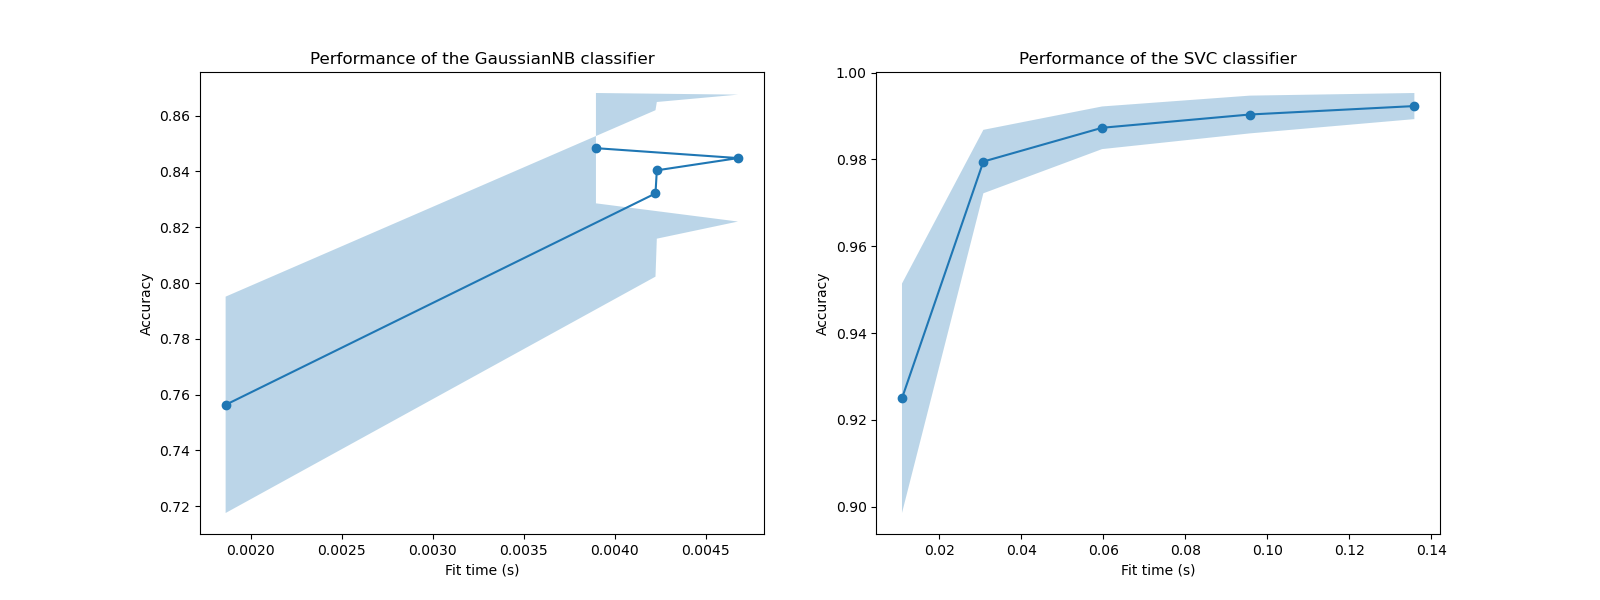 Performance of the GaussianNB classifier
Accuracy
0.86
0.84
0.82
0.80
0.78
0.76
0.74
0.72
0.0020 0.0025 0.0030 0.0035 0.0040 0.0045
Fit time (s)
Performance of the SVC classifier
Accuracy
1.00
0.98
0.96
0.94
0.92
0.90
0.02 0.04 0.06 0.08 0.10 0.12 0.14
Fit time (s)